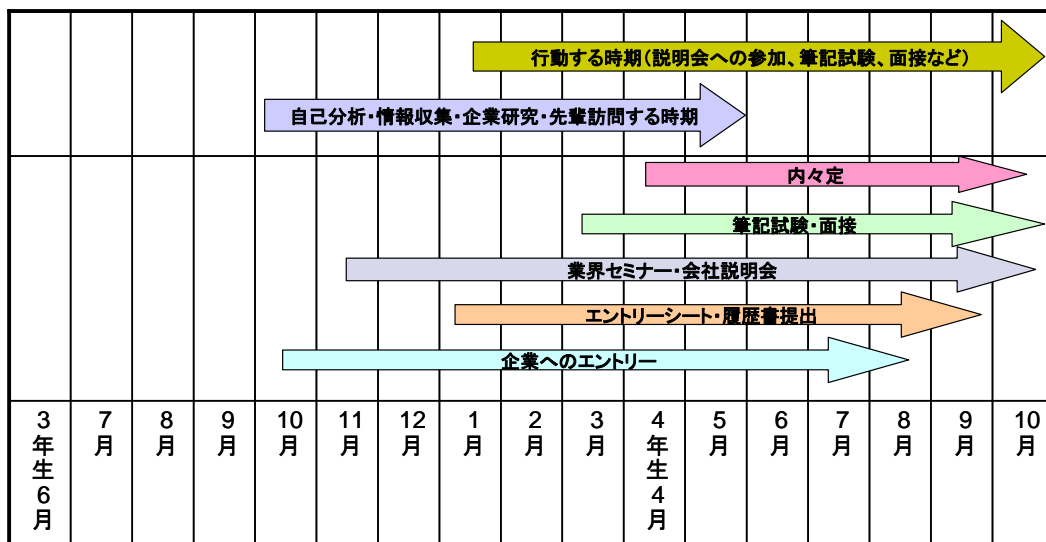 行動する時期(説明会への参加、筆記試験、面接など)
自己分析・情報収集・企業研究・先輩訪問する時期
内々定
筆記試験・面接
業界セミナー・会社説明会
エントリーシート・履歴書提出
企業へのエントリー
3年生6月
7月
8月
9月
10月
11月
12月
1月
2月
3月
4年生4月
5月
6月
7月
8月
9月
10月